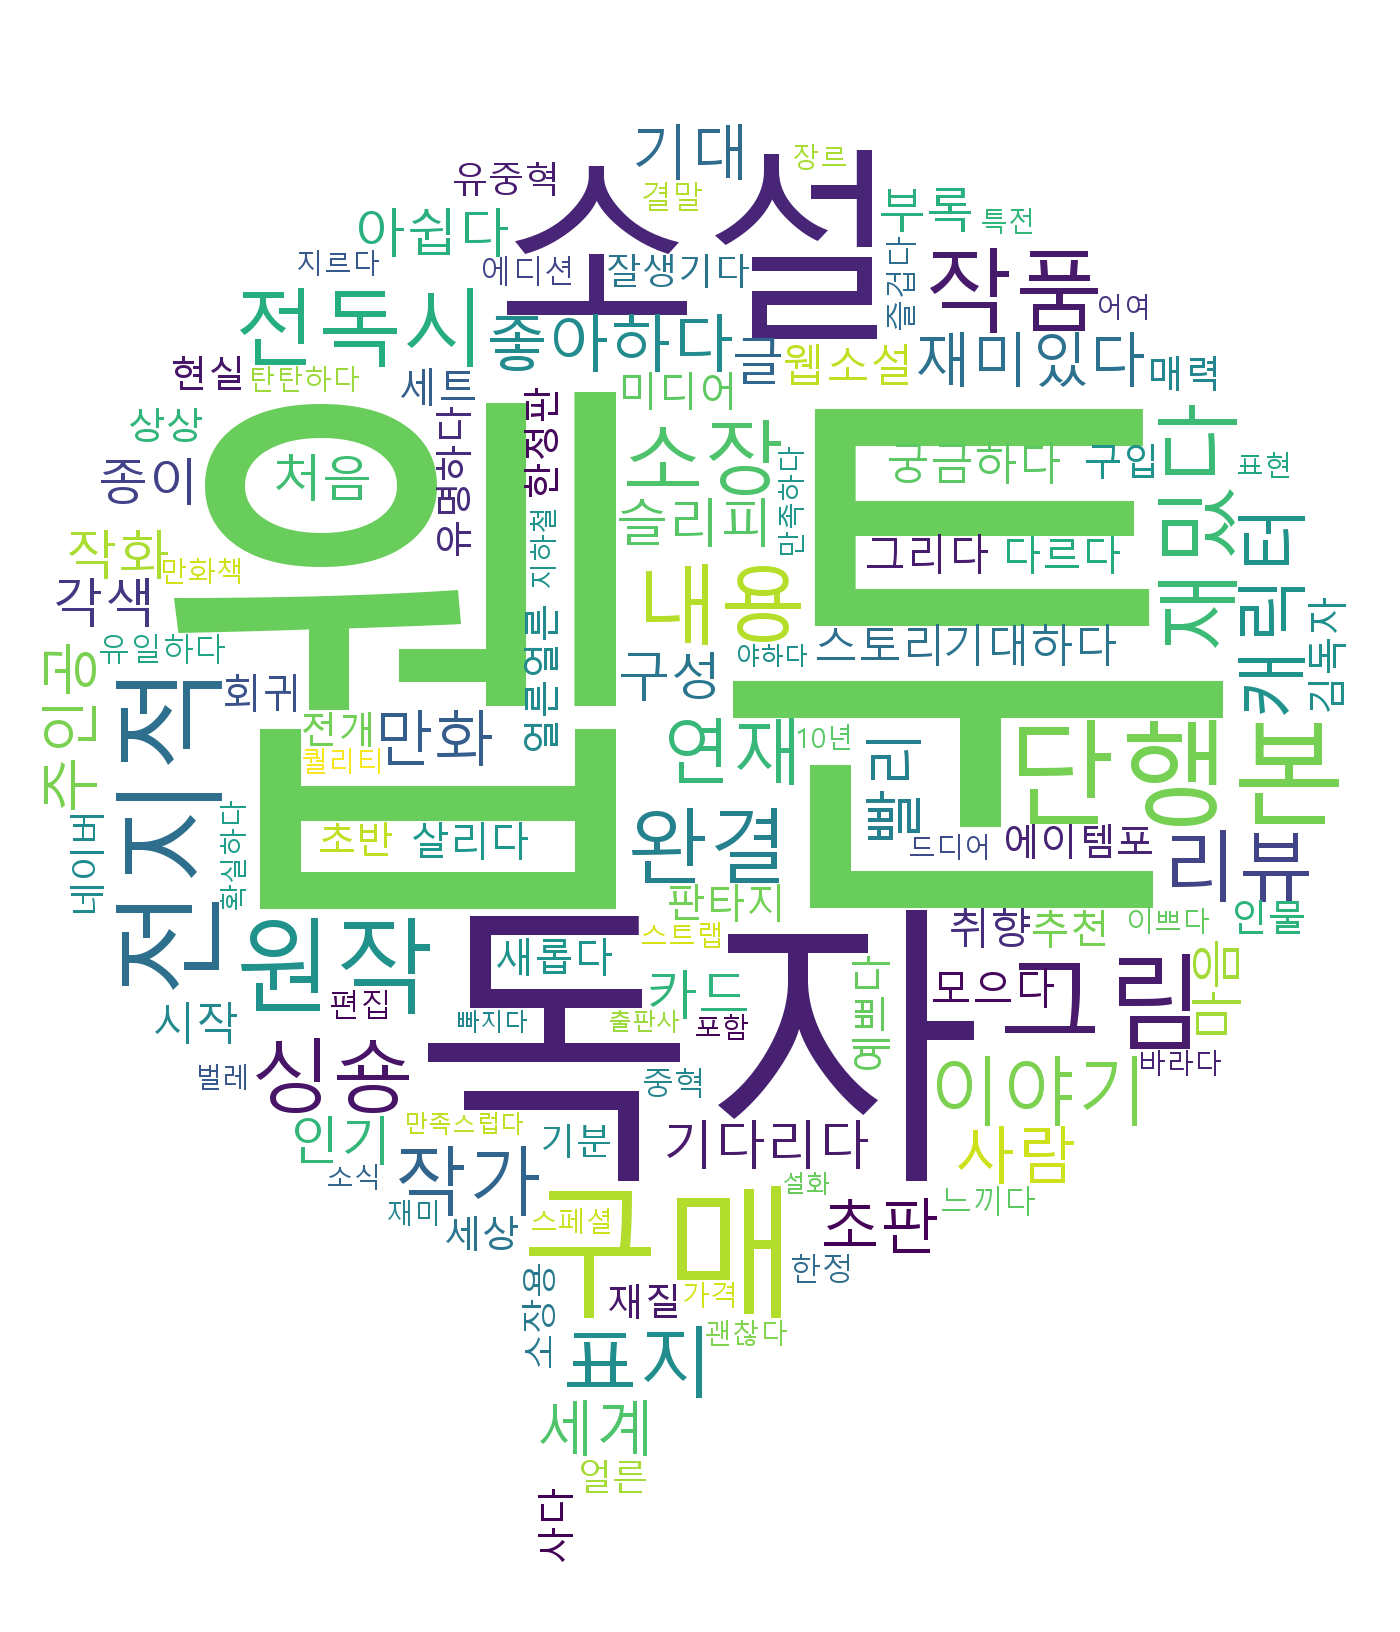 기대
장르
유중혁
결말
소설
부록
특전
아쉽다
지르다
에디션
잘생기다
즐겁다
작품
어여
전독시
좋아하다
글
웹소설
재미있다
매력
현실
탄탄하다
세트
미디어
상상
유명하다
한정판
웹툰
소장
궁금하다
구입
재밌다
표현
종이
처음
만족하다
슬리피
작화
만화책
지하철
그리다
다르다
캐릭터
각색
내용
김독자
유일하다
얼른얼른
야하다
스토리
기대하다
주인공
전지적
회귀
구성
전개
만화
퀄리티
연재
10년
빨리
단행본
네이버
확실하다
초반
살리다
완결
드디어
에이템포
리뷰
판타지
원작
독자
새롭다
스트랩
취향
추천
이쁘다
인물
시작
편집
카드
예쁘다
모으다
그림
마음
빠지다
출판사
포함
싱숑
벌레
중혁
이야기
바라다
인기
만족스럽다
기분
기다리다
사람
소식
작가
설화
느끼다
재미
세상
스페셜
구매
초판
소장용
재질
가격
한정
표지
괜찮다
세계
얼른
사다